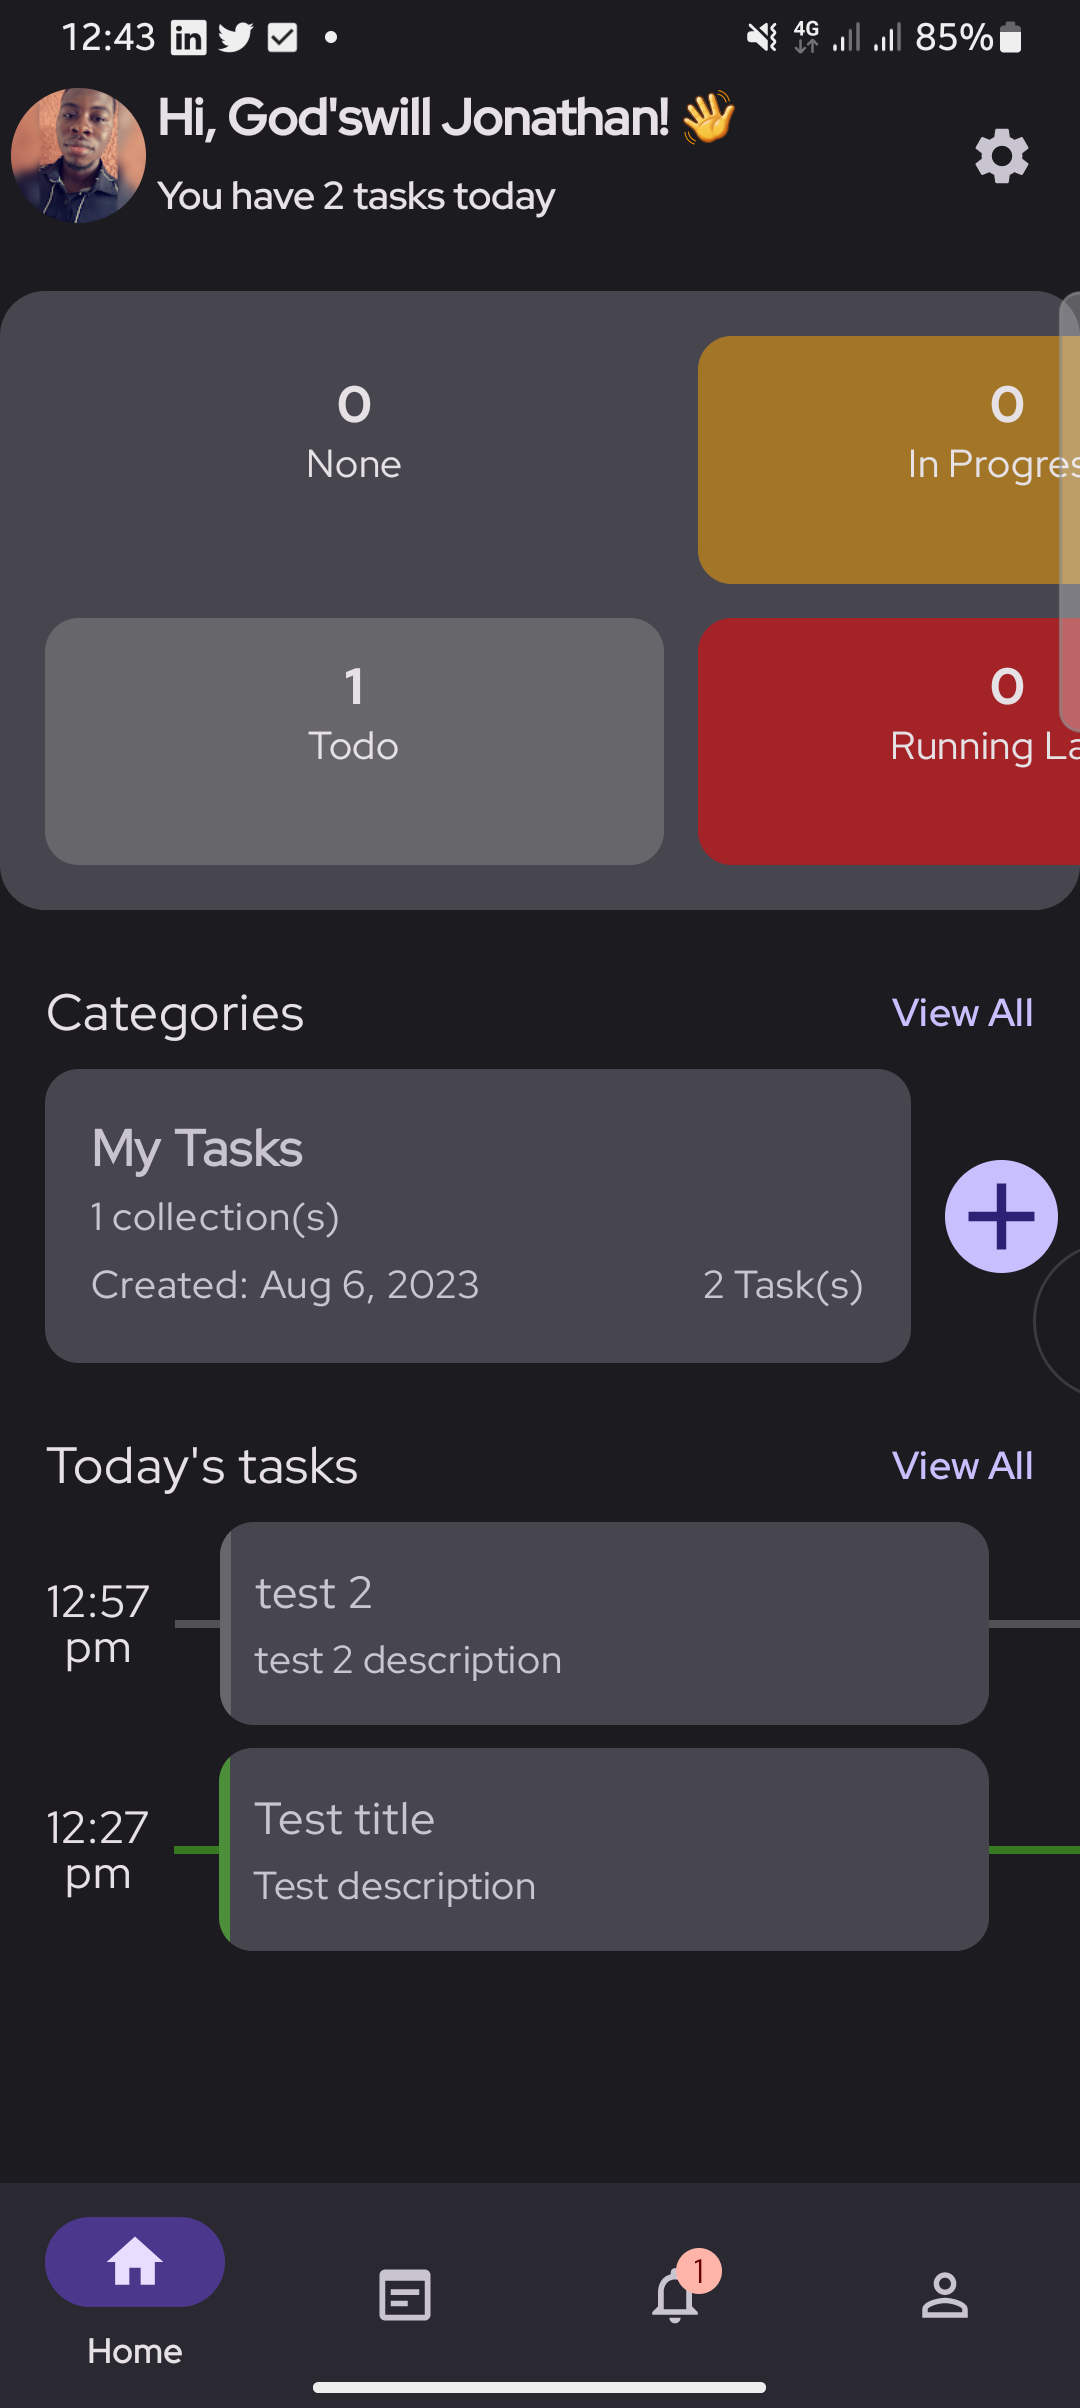 12:43
4G
85%
Hi, God'swill Jonathan! 👋
You have 2 tasks today
0
None
0
In Progres
1
Todo
0
Running La
Categories
View All
My Tasks
1 collection(s)
Created: Aug 6, 2023
2 Task(s)
Today's tasks
View All
12:57
pm
test 2
test 2 description
12:27
pm
Test title
Test description
1
Home